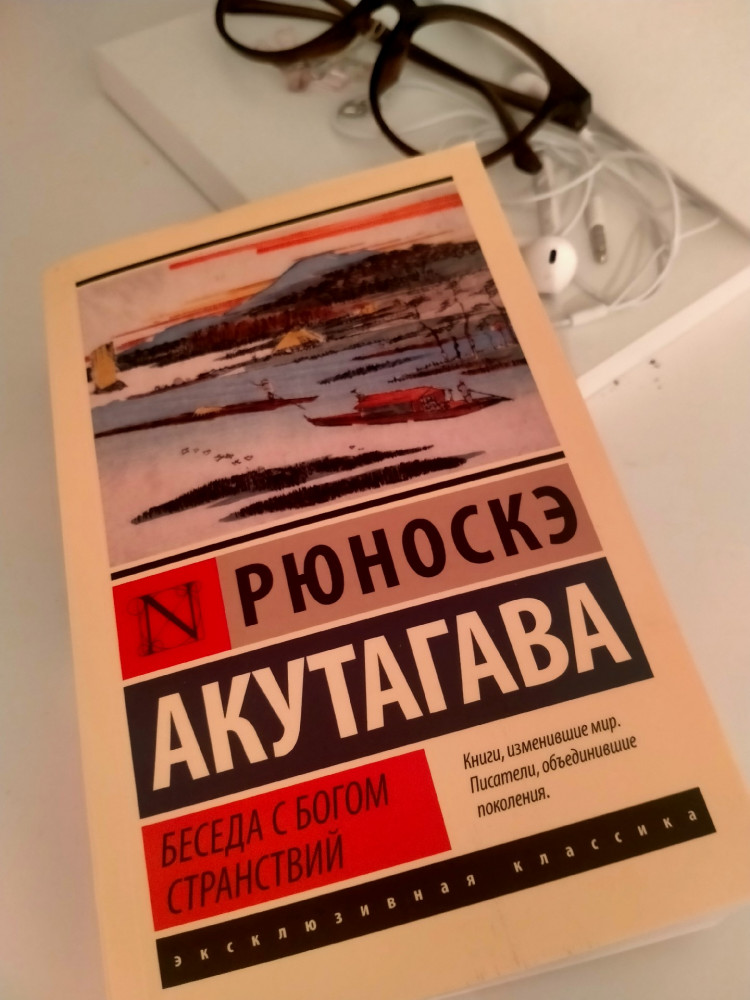 N
РЮНОСКЭ
АКУТАГАВА
БЕСЕДА С БОГОМ
СТРАНСТВИЙ
Книги, изменившие мир.
Писатели, объединившие
поколения.
эксклюзивная классика